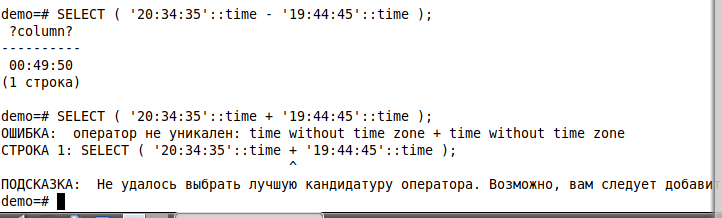 demo=# SELECT ( '20:34:35'::time - '19:44:45'::time );
?column?
----------
00:49:50
(1 строка)
demo=# SELECT ( '20:34:35'::time + '19:44:45'::time );
ОШИБКА:  оператор не уникален: time without time zone + time without time zone
СТРОКА 1: SELECT ( '20:34:35'::time + '19:44:45'::time );
^
ПОДСКАЗКА:  Не удалось выбрать лучшую кандидатуру оператора. Возможно, вам следует добавит
demo=#